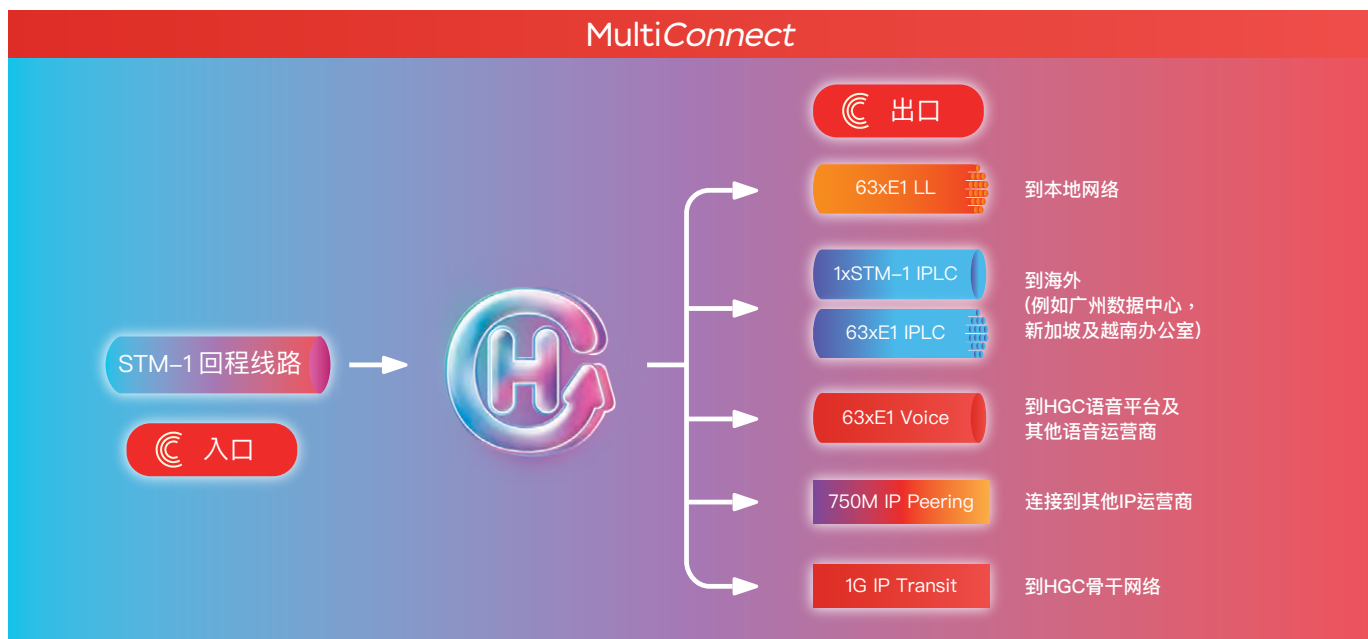 MultiConnect
出口
63xE1 LL
到本地网络
1xSTM–1 IPLC
63xE1 IPLC
到海外
(例如广州数据中心，
新加坡及越南办公室)
STM–1 回程线路
入口
H
63xE1 Voice
到HGC语音平台及
其他语音运营商
750M IP Peering
连接到其他IP运营商
1G IP Transit
到HGC骨干网络